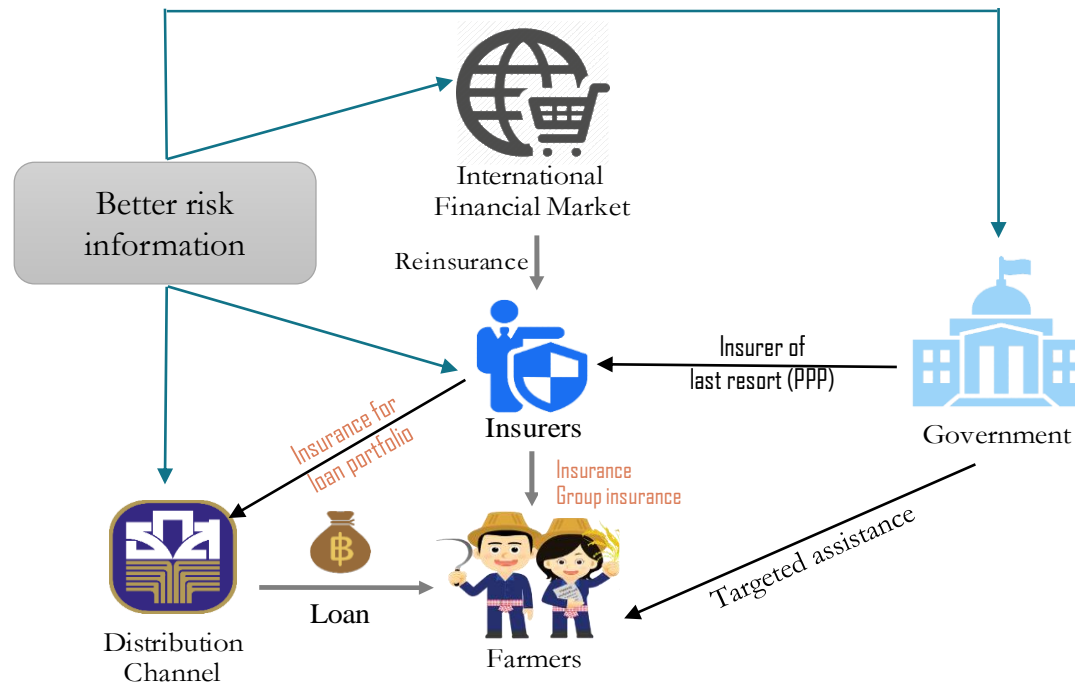 International
Financial Market
Better risk
information
Reinsurance
Insurer of
last resort (PPP)
Insurers
Government
Insurance for
loan portfolio
Insurance
Group insurance
฿
Loan
Targeted assistance
Distribution
Channel
Farmers